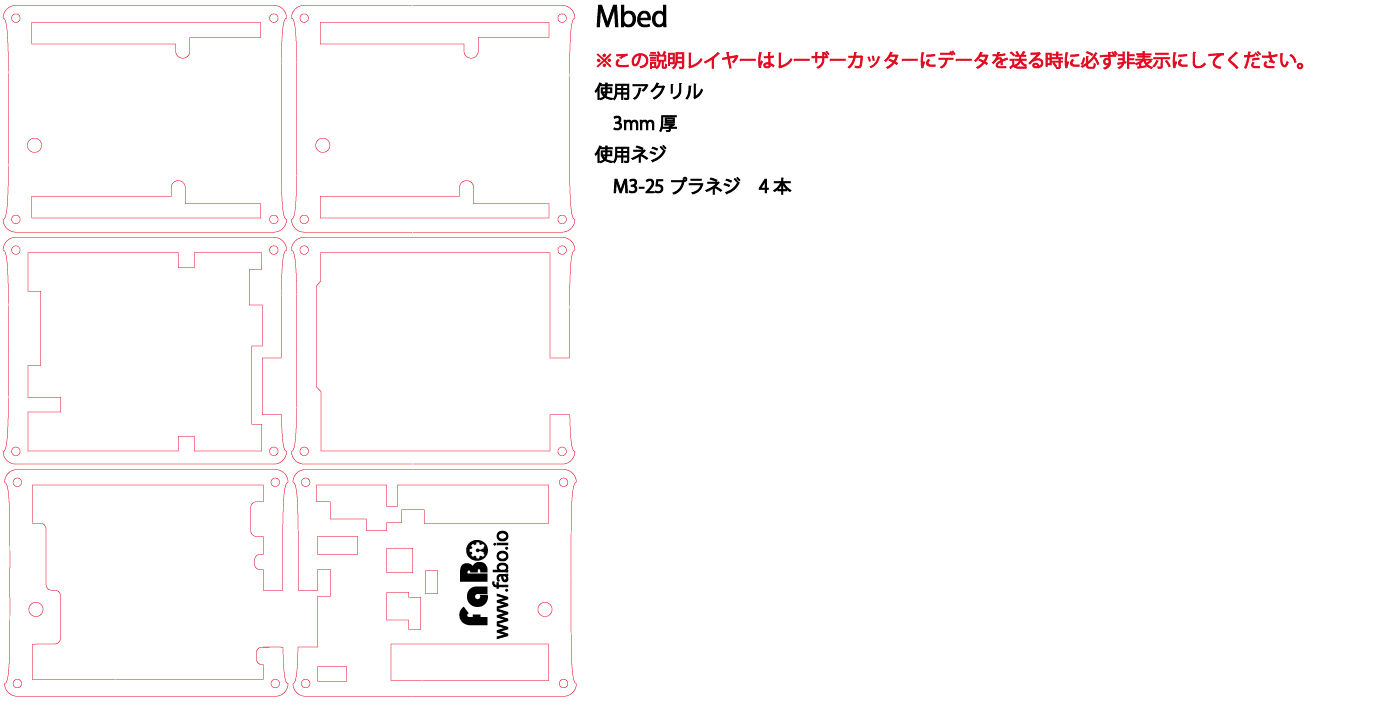 Mbed
※この説明レイヤーはレーザーカッターにデータを送る時に必ず非表示にしてください。
使用アクリル
3mm 厚
使用ネジ
M3-25 プラネジ　4 本
faBo
www.fabo.io